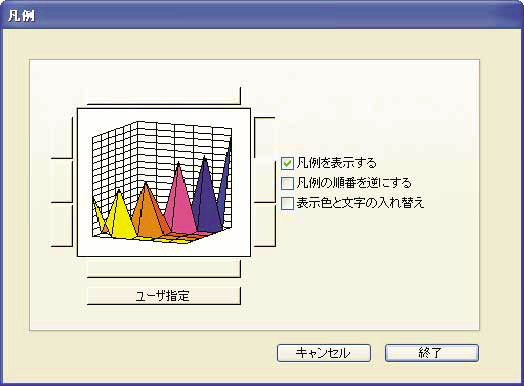 凡例
凡例を表示する
凡例の順番を逆にする
表示色と文字の入れ替え
ユーザ指定
キャンセル
終了